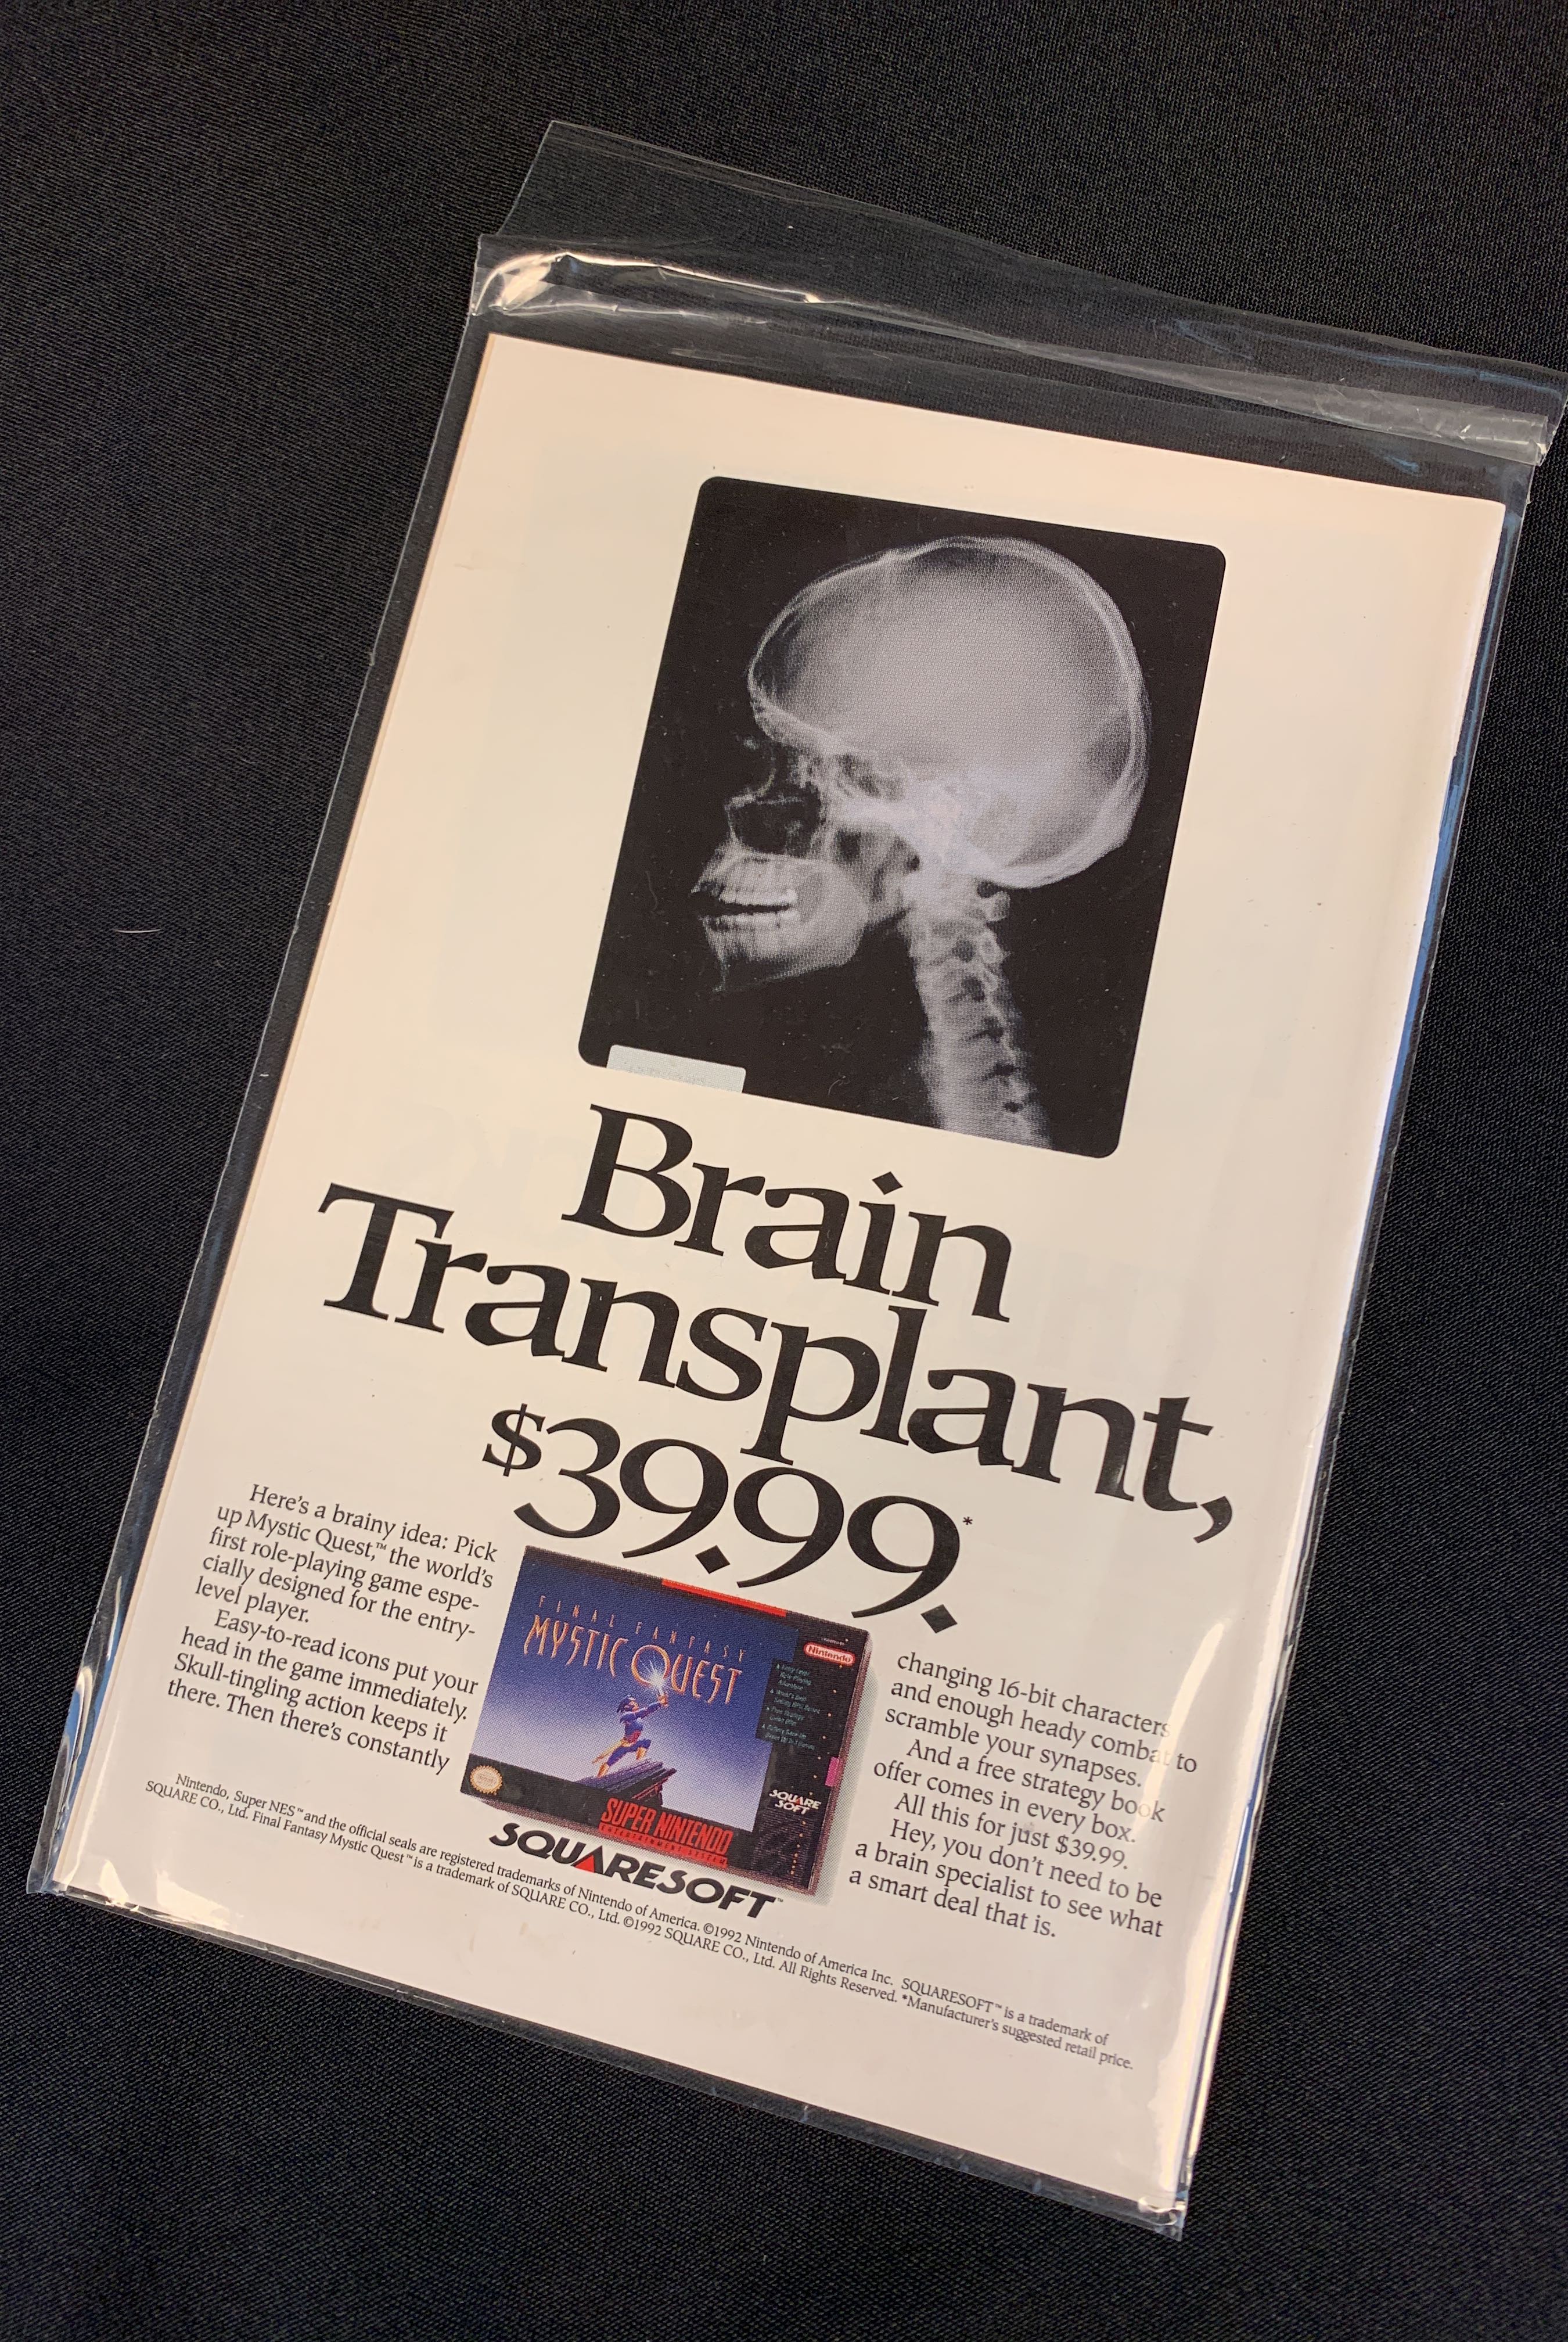 Brain
Transplant,
$39.99.*
Here's a brainy idea: Pick
up Mystic Quest,™ the world's
first role-playing game espe-
cially designed for the entry-
level player.
Easy-to-read icons put your
head in the game immediately.
Skull-tingling action keeps it
there. Then there's constantly
FINAL FANTASY
MYSTIC QUEST
Nintendo
SQUARE
SOFT
SUPER NINTENDO
ENTERTAINMENT SYSTEM
SQUARESOFT™
changing 16-bit characters
and enough heady combat to
scramble your synapses.
And a free strategy book
offer comes in every box.
All this for just $39.99.
Hey, you don't need to be
a brain specialist to see what
a smart deal that is.
Nintendo, Super NES™ and the official seals are registered trademarks of Nintendo of America. ©1992 Nintendo of America Inc. SQUARESOFT™ is a trademark of
SQUARE CO., Ltd. Final Fantasy Mystic Quest™ is a trademark of SQUARE CO., Ltd. ©1992 SQUARE CO., Ltd. All Rights Reserved. *Manufacturer's suggested retail price.